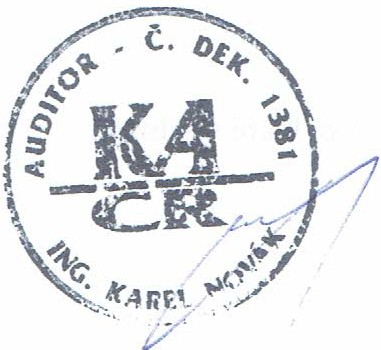 AUDITOR - Č. DEK. 1381
KA
ČR
ING. KAREL NOVÁK